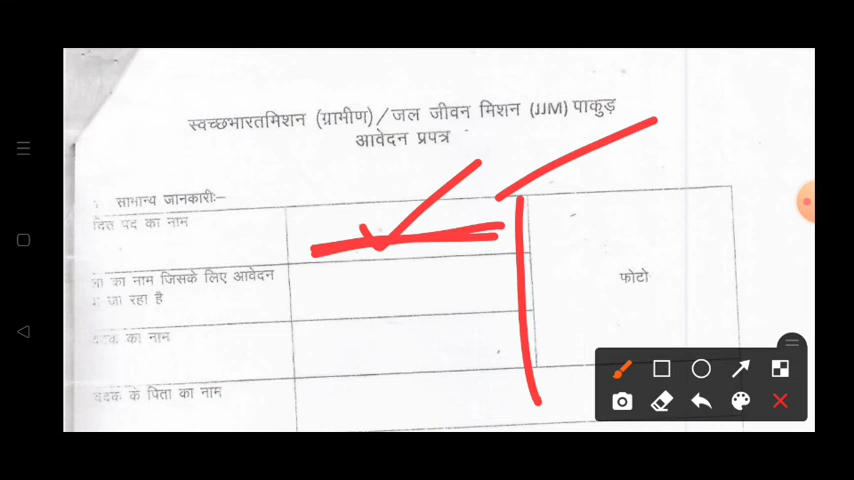 स्वच्छभारतमिशन (ग्रामीण) / जल जीवन मिशन (JJM) पाकुड़
आवेदन प्रपत्र
सामान्य जानकारी:–
पद का नाम
का नाम जिसके लिए आवेदन
जा रहा है
का नाम
के पिता का नाम
फोटो